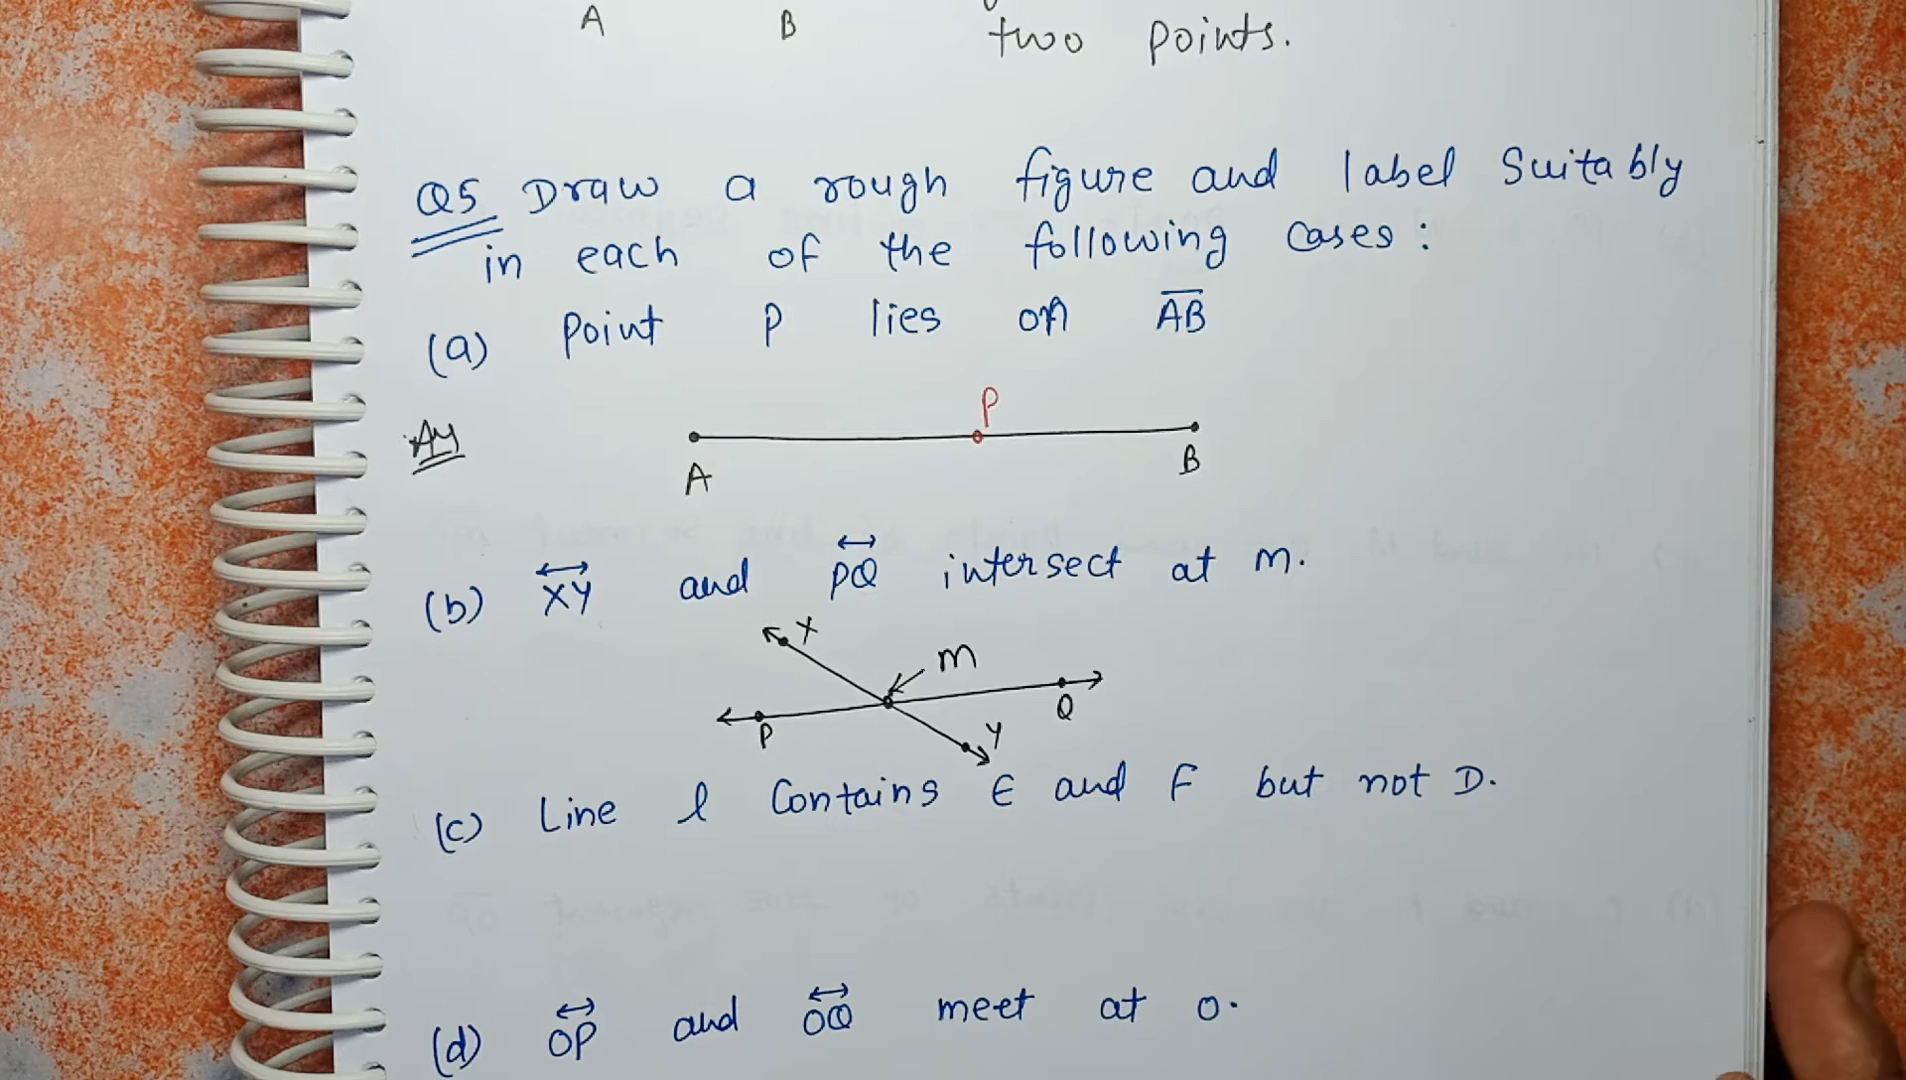 A B two points.
Q5 Draw a rough figure and label Suitably
in each of the following cases:
(a) Point P lies on A̅B̅
P
A B
(b) X⃡Y⃡ and P⃡Q⃡ intersect at M.
X
M
P Q
Y
(c) Line l Contains E and F but not D.
(d) O⃡P⃡ and O⃡Q⃡ meet at O.